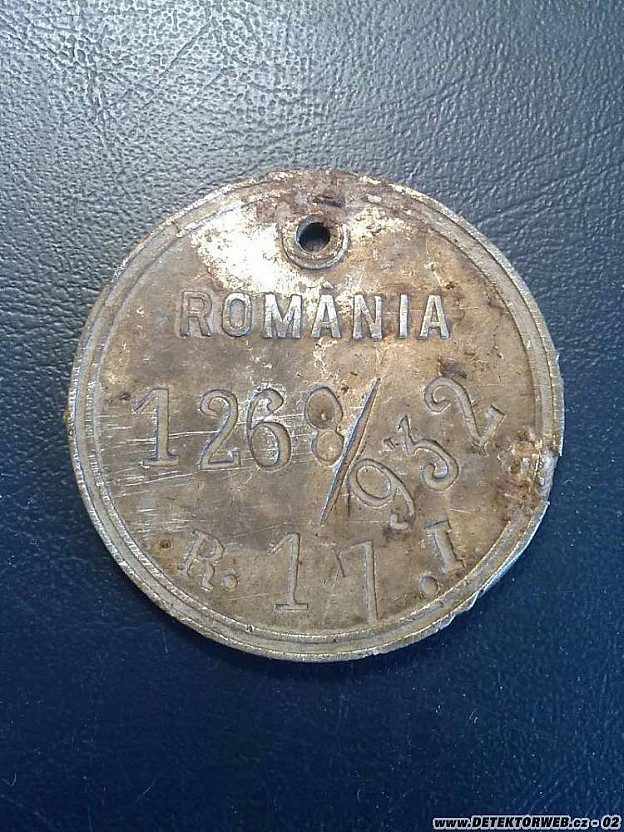 ROMÂNIA
1268/932
R. 17 .I
www.DETEKTORWEB.cz - 02